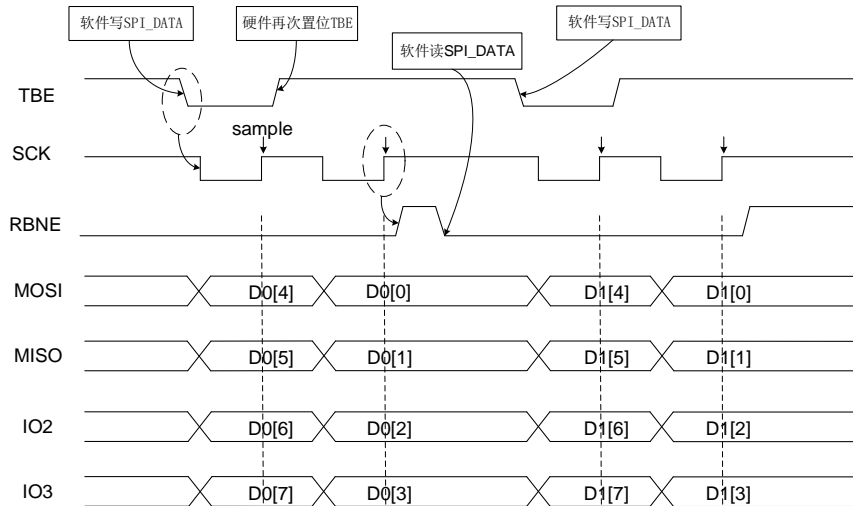 软件写SPI_DATA
硬件再次置位TBE
软件写SPI_DATA
软件读SPI_DATA
TBE
sample
SCK
RBNE
MOSI D0[4] D0[0] D1[4] D1[0]
MISO D0[5] D0[1] D1[5] D1[1]
IO2 D0[6] D0[2] D1[6] D1[2]
IO3 D0[7] D0[3] D1[7] D1[3]